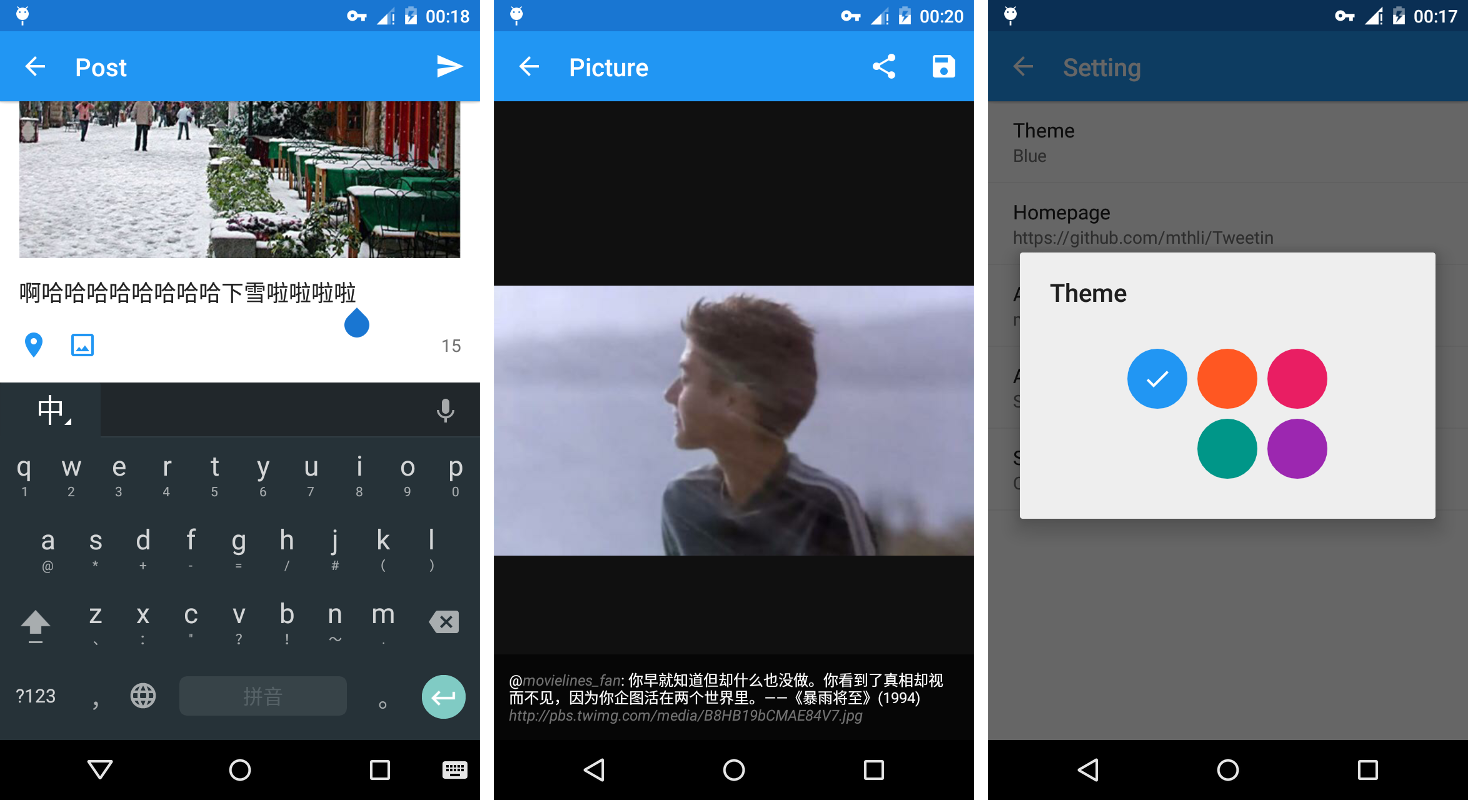 00:18
Post
啊哈哈哈哈哈哈哈哈下雪啦啦啦啦
15
中
q w e r t y u i o p
1 2 3 4 5 6 7 8 9 0
a s d f g h j k l
@ * + - = / # ( )
z x c v b n m
、 : " ? ! ～ .
?123 , 拼音 。
00:20
Picture
@movielines_fan: 你早就知道但却什么也没做。你看到了真相却视
而不见，因为你企图活在两个世界里。——《暴雨将至》(1994)
http://pbs.twimg.com/media/B8HB19bCMAE84V7.jpg
00:17
Setting
Theme
Blue
Homepage
https://github.com/mthli/Tweetin
Theme